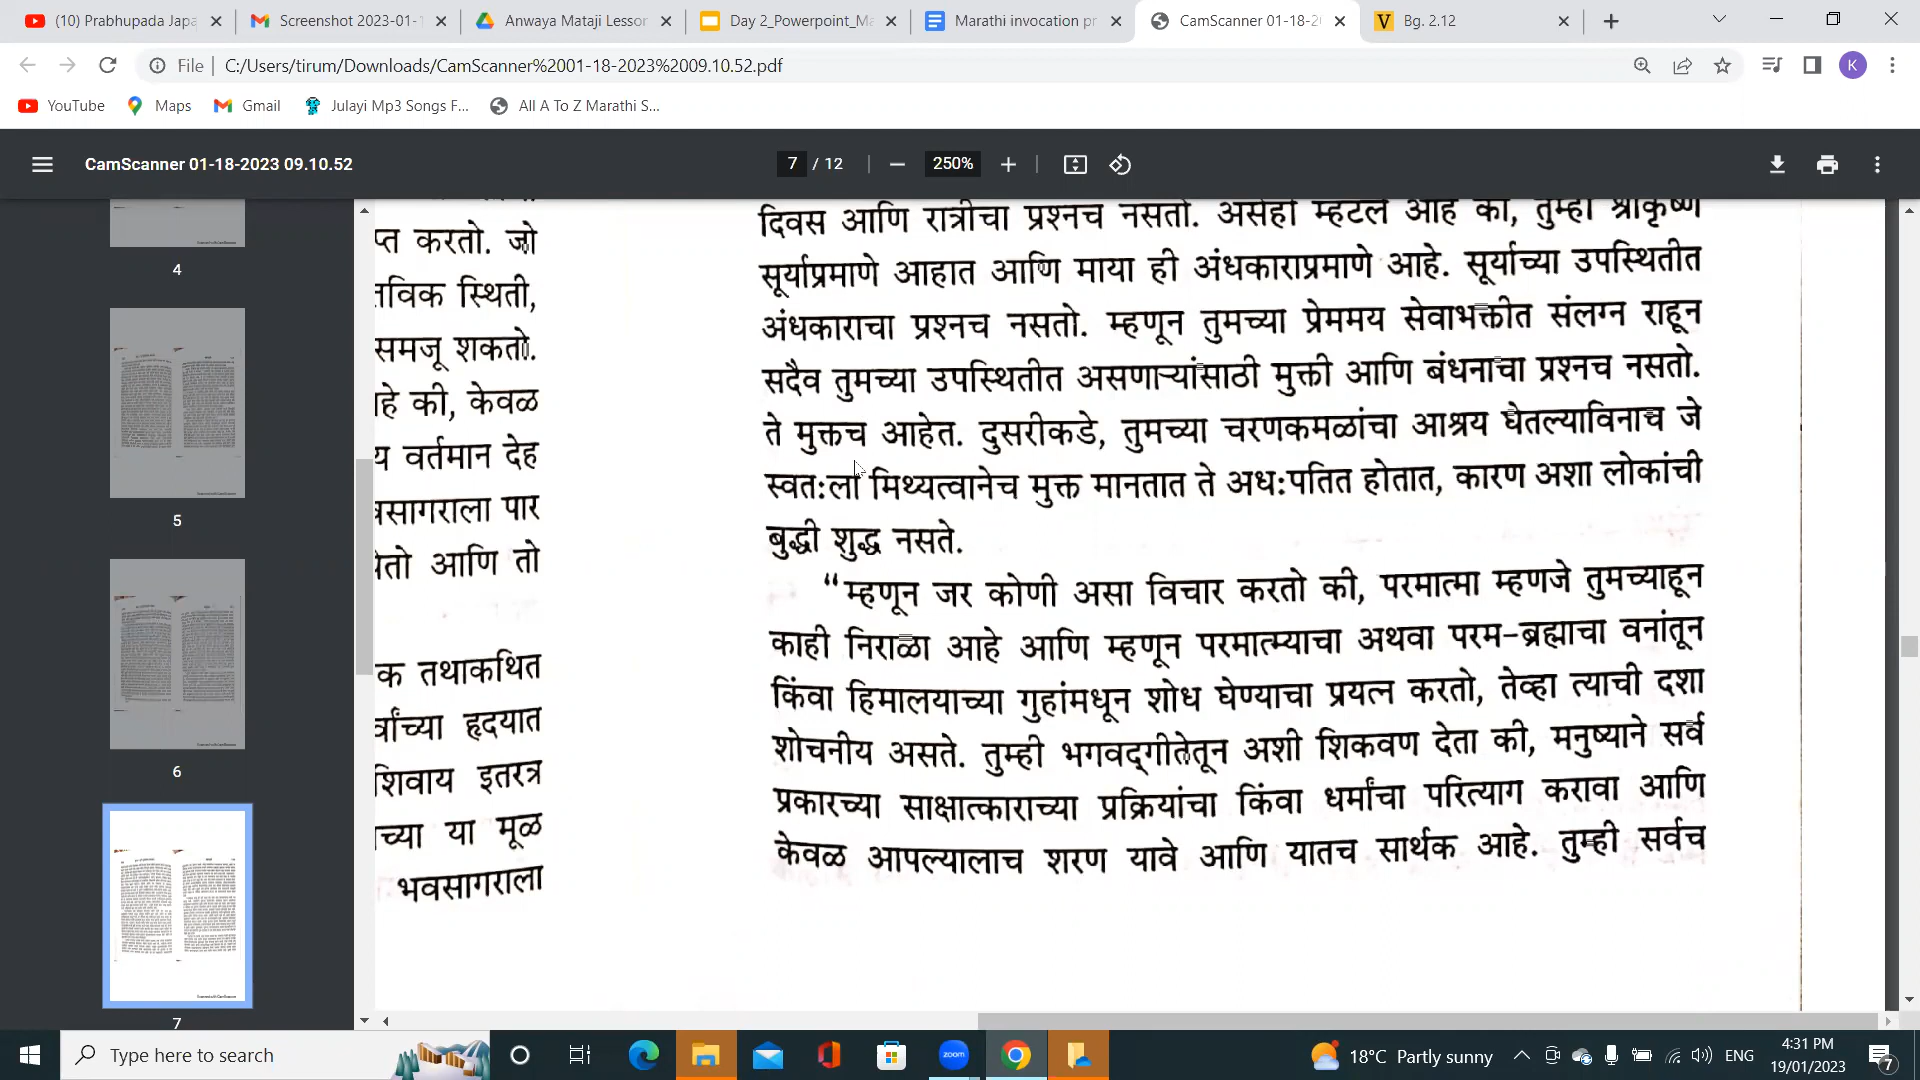 (10) Prabhupada Japa
Screenshot 2023-01-1
Anwaya Mataji Lesson
Day 2_Powerpoint_Ma
Marathi invocation pr
CamScanner 01-18-20
Bg. 2.12
File
C:/Users/tirum/Downloads/CamScanner%2001-18-2023%2009.10.52.pdf
K
YouTube
Maps
Gmail
Julayi Mp3 Songs F...
All A To Z Marathi S...
CamScanner 01-18-2023 09.10.52
7 / 12
250%
4
5
6
7
प्त करतो. जो
स्थिती,
समजू शकतो.
की, केवळ
वर्तमान देह
पार
आणि तो
तथाकथित
हृदयात
इतरत्र
या मूळ
भवसागराला
दिवस आणि रात्रीचा प्रश्नच नसतो. असेही म्हटले आहे की, तुम्ही श्रीकृष्ण
सूर्याप्रमाणे आहात आणि माया ही अंधकाराप्रमाणे आहे. सूर्याच्या उपस्थितीत
अंधकाराचा प्रश्नच नसतो. म्हणून तुमच्या प्रेममय सेवाभक्तीत संलग्न राहून
सदैव तुमच्या उपस्थितीत असणाऱ्यांसाठी मुक्ती आणि बंधनाचा प्रश्नच नसतो.
ते मुक्तच आहेत. दुसरीकडे, तुमच्या चरणकमळांचा आश्रय घेतल्याविनाच जे
स्वत:ला मिथ्यत्वानेच मुक्त मानतात ते अध:पतित होतात, कारण अशा लोकांची
बुद्धी शुद्ध नसते.
“म्हणून जर कोणी असा विचार करतो की, परमात्मा म्हणजे तुमच्याहून
काही निराळा आहे आणि म्हणून परमात्म्याचा अथवा परम-ब्रह्माचा वनांतून
किंवा हिमालयाच्या गुहांमधून शोध घेण्याचा प्रयत्न करतो, तेव्हा त्याची दशा
शोचनीय असते. तुम्ही भगवद्‌गीतेतून अशी शिकवण देता की, मनुष्याने सर्व
प्रकारच्या साक्षात्काराच्या प्रक्रियांचा किंवा धर्मांचा परित्याग करावा आणि
केवळ आपल्यालाच शरण यावे आणि यातच सार्थक आहे. तुम्ही सर्वच
Type here to search
zoom
18°C Partly sunny
ENG
4:31 PM
19/01/2023
7